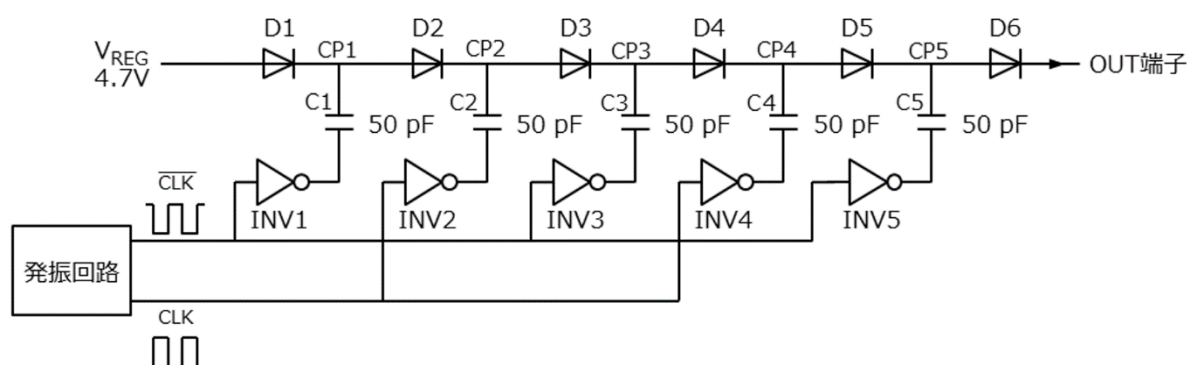 D1 D2 D3 D4 D5 D6
V_REG
4.7V
CP1 CP2 CP3 CP4 CP5
OUT端子
C1 C2 C3 C4 C5
50 pF 50 pF 50 pF 50 pF 50 pF
C̅L̅K̅
INV1 INV2 INV3 INV4 INV5
発振回路
CLK